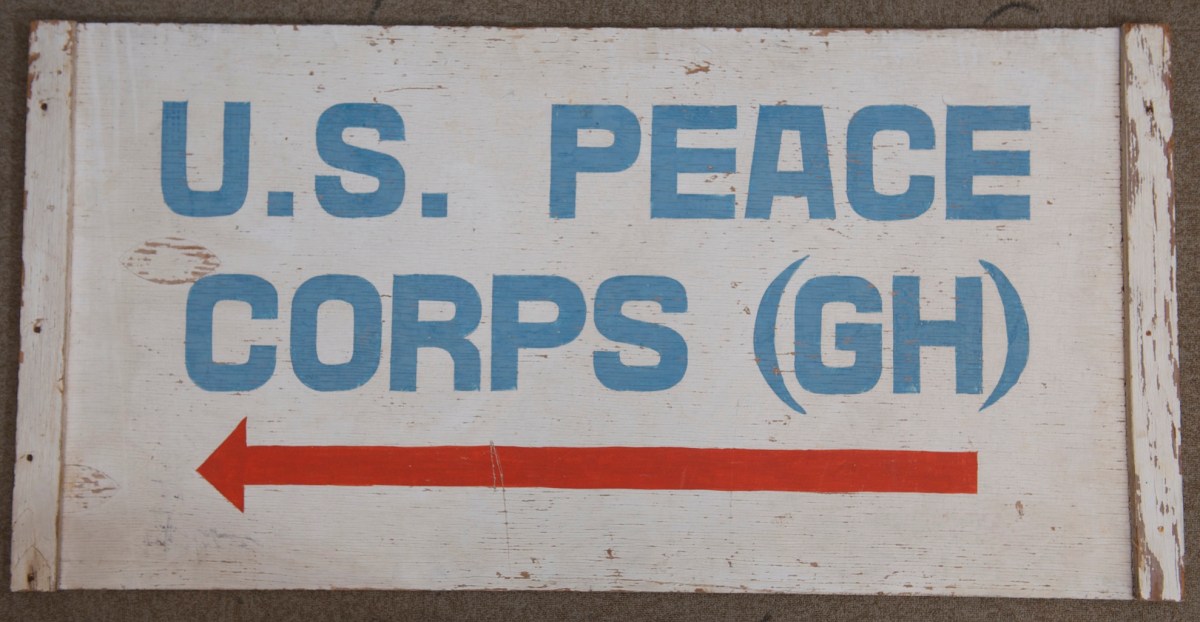 U.S. PEACE
CORPS (GH)